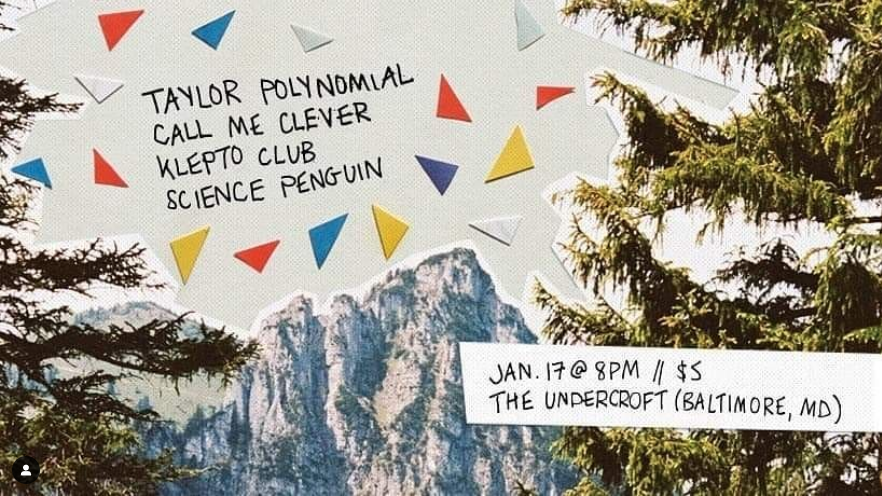 TAYLOR POLYNOMIAL
CALL ME CLEVER
KLEPTO CLUB
SCIENCE PENGUIN
JAN. 17 @ 8PM // $5
THE UNDERCROFT (BALTIMORE, MD)